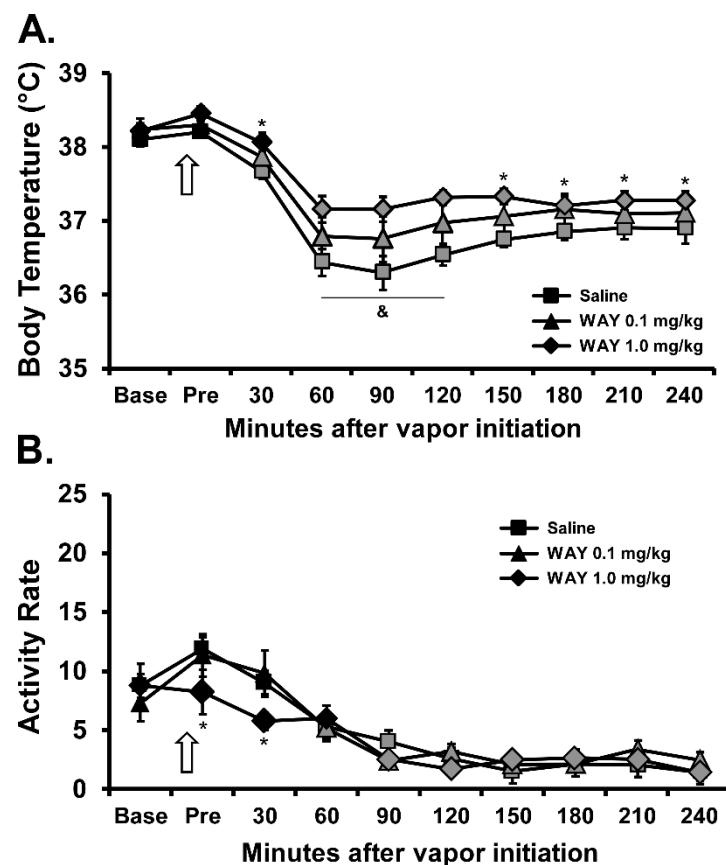 A.
Body Temperature (°C)
39
38
37
36
35
*
*
*
*
*
&
Saline
WAY 0.1 mg/kg
WAY 1.0 mg/kg
Base Pre 30 60 90 120 150 180 210 240
Minutes after vapor initiation
B.
Activity Rate
25
20
15
10
5
0
Saline
WAY 0.1 mg/kg
WAY 1.0 mg/kg
*
*
Base Pre 30 60 90 120 150 180 210 240
Minutes after vapor initiation